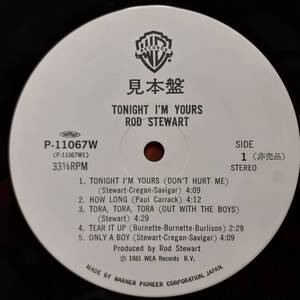 見本盤
TONIGHT I'M YOURS
ROD STEWART
P-11067W
(P-11067W1)
33⅓RPM
SIDE
1 (非売品)
STEREO
1. TONIGHT I'M YOURS (DON'T HURT ME)
(Stewart-Cregan-Savigar) 4:09
2. HOW LONG (Paul Carrack) 4:12
3. TORA, TORA, TORA (OUT WITH THE BOYS)
(Stewart) 4:29
4. TEAR IT UP (Burnette-Burnette-Burlison) 2:29
5. ONLY A BOY (Stewart-Cregan-Savigar) 4:09
Produced by Rod Stewart
Ⓟ 1981 WEA Records B.V.
MADE BY WARNER PIONEER CORPORATION, JAPAN.